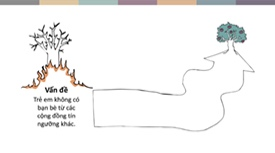 Vấn đề
Trẻ em không có
bạn bè từ các
cộng đồng tín
ngưỡng khác.